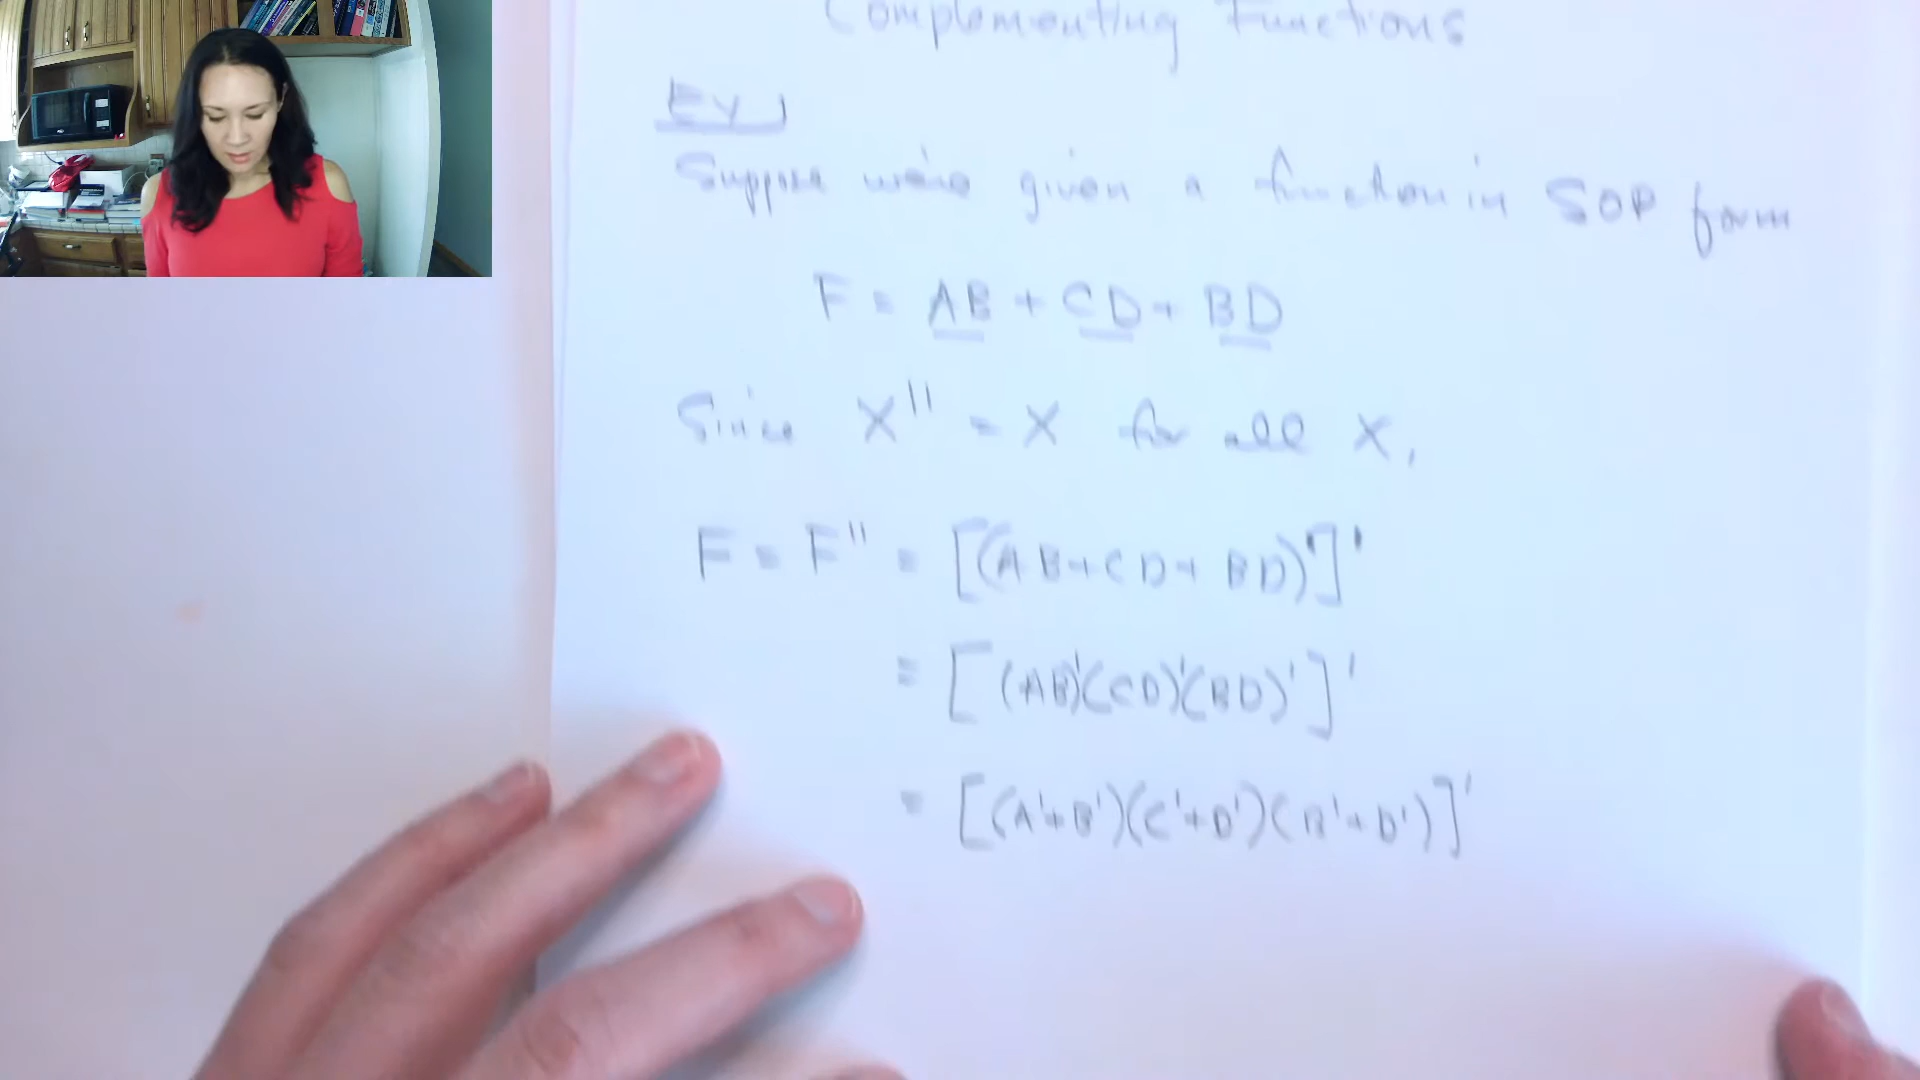 Complementing Functions
EX 1
Suppose we're given a function in SOP form
F = AB + CD + BD
Since X'' = X for all X,
F = F'' = [(AB+CD+BD)']'
= [(AB)'(CD)'(BD)']'
= [(A'+B')(C'+D')(B'+D')]'